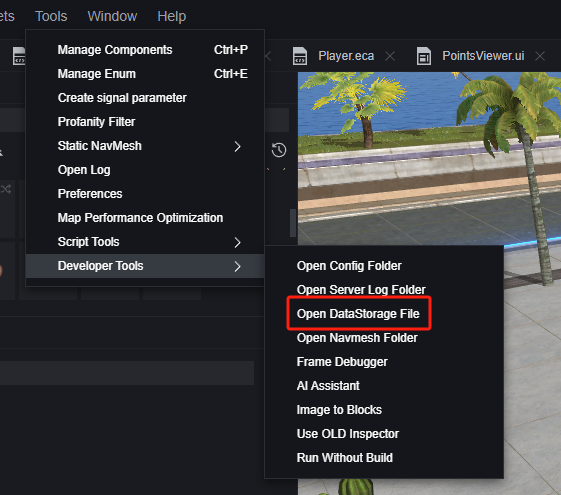 ets Tools Window Help
Player.eca PointsViewer.ui
Manage Components Ctrl+P
Manage Enum Ctrl+E
Create signal parameter
Profanity Filter
Static NavMesh
Open Log
Preferences
Map Performance Optimization
Script Tools
Developer Tools
Open Config Folder
Open Server Log Folder
Open DataStorage File
Open Navmesh Folder
Frame Debugger
AI Assistant
Image to Blocks
Use OLD Inspector
Run Without Build